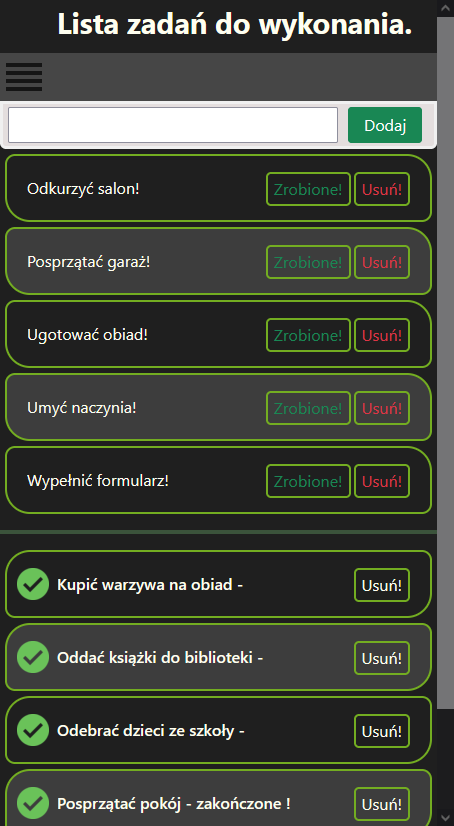 Lista zadań do wykonania.
Dodaj
Odkurzyć salon! Zrobione! Usuń!
Posprzątać garaż! Zrobione! Usuń!
Ugotować obiad! Zrobione! Usuń!
Umyć naczynia! Zrobione! Usuń!
Wypełnić formularz! Zrobione! Usuń!
Kupić warzywa na obiad - Usuń!
Oddać książki do biblioteki - Usuń!
Odebrać dzieci ze szkoły - Usuń!
Posprzątać pokój - zakończone ! Usuń!